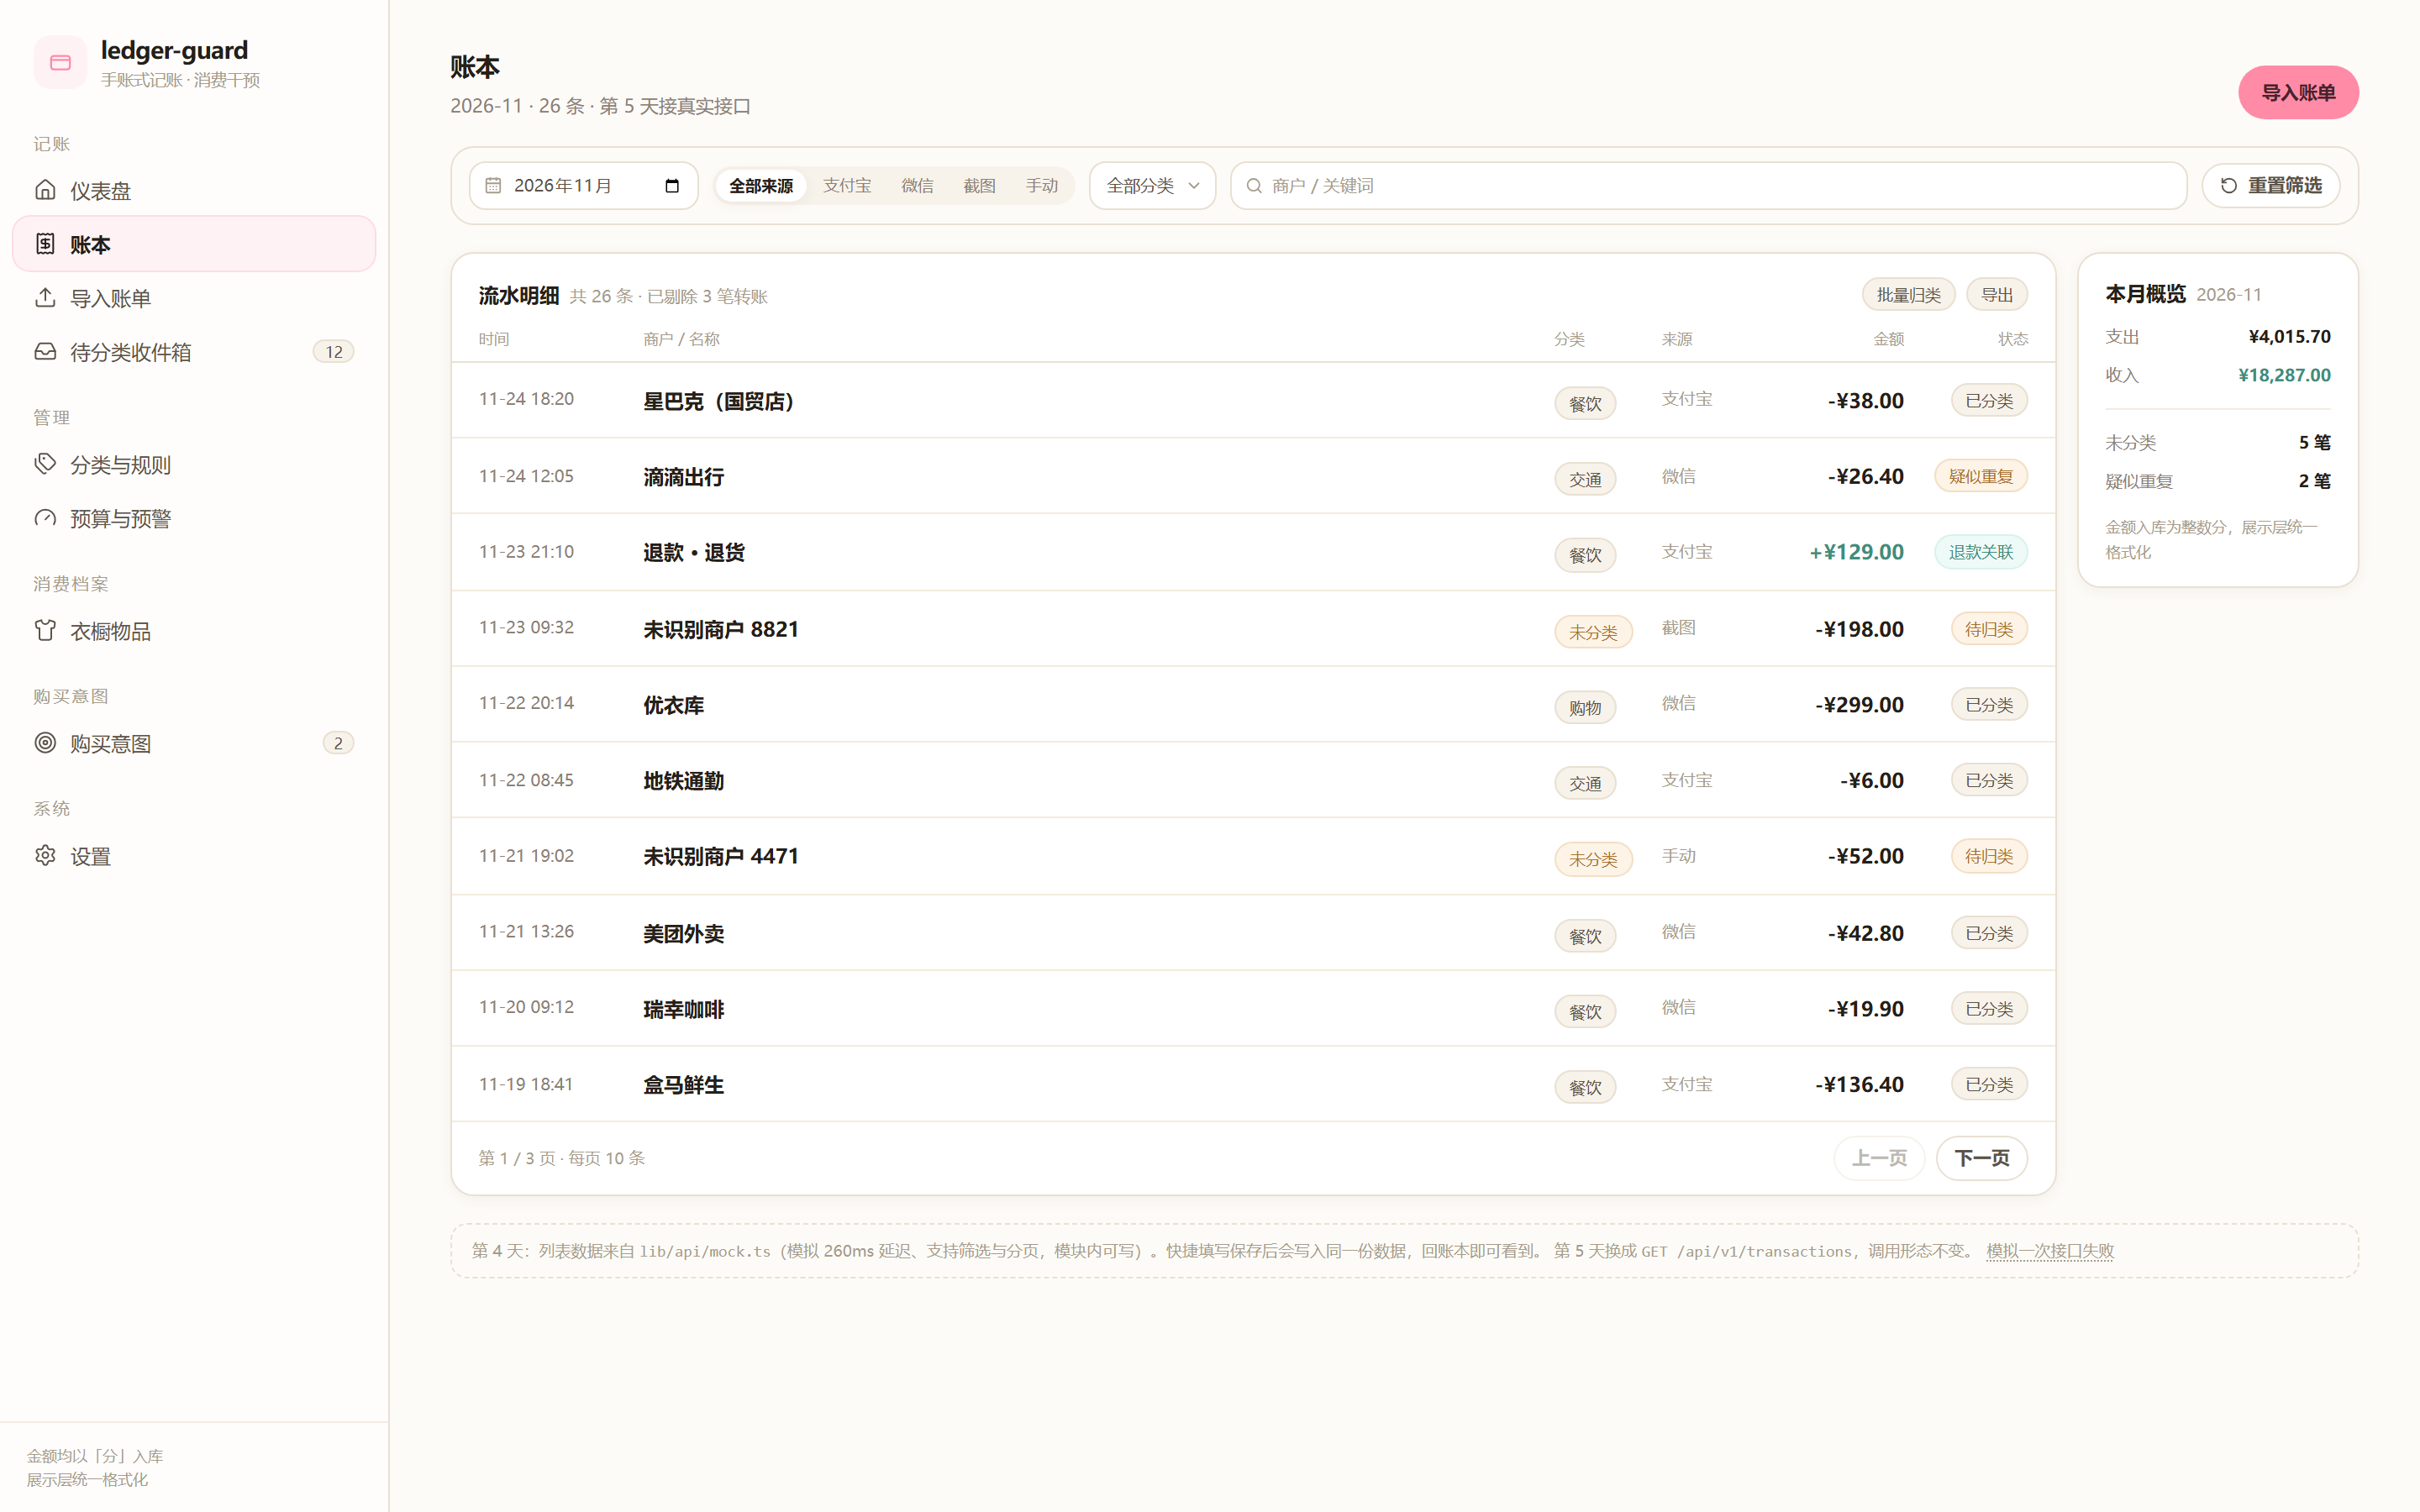 ledger-guard
手账式记账 · 消费干预
记账
仪表盘
账本
导入账单
待分类收件箱 12
管理
分类与规则
预算与预警
消费档案
衣橱物品
购买意图
购买意图 2
系统
设置
金额均以「分」入库
展示层统一格式化
账本
2026-11 · 26 条 · 第 5 天接真实接口
导入账单
2026年11月 全部来源 支付宝 微信 截图 手动 全部分类 商户 / 关键词 重置筛选
流水明细 共 26 条 · 已剔除 3 笔转账 批量归类 导出
时间 商户 / 名称 分类 来源 金额 状态
11-24 18:20 星巴克（国贸店） 餐饮 支付宝 -¥38.00 已分类
11-24 12:05 滴滴出行 交通 微信 -¥26.40 疑似重复
11-23 21:10 退款 • 退货 餐饮 支付宝 +¥129.00 退款关联
11-23 09:32 未识别商户 8821 未分类 截图 -¥198.00 待归类
11-22 20:14 优衣库 购物 微信 -¥299.00 已分类
11-22 08:45 地铁通勤 交通 支付宝 -¥6.00 已分类
11-21 19:02 未识别商户 4471 未分类 手动 -¥52.00 待归类
11-21 13:26 美团外卖 餐饮 微信 -¥42.80 已分类
11-20 09:12 瑞幸咖啡 餐饮 微信 -¥19.90 已分类
11-19 18:41 盒马鲜生 餐饮 支付宝 -¥136.40 已分类
第 1 / 3 页 · 每页 10 条 上一页 下一页
本月概览 2026-11
支出 ¥4,015.70
收入 ¥18,287.00
未分类 5 笔
疑似重复 2 笔
金额入库为整数分，展示层统一
格式化
第 4 天：列表数据来自 lib/api/mock.ts（模拟 260ms 延迟、支持筛选与分页，模块内可写）。快捷填写保存后会写入同一份数据，回账本即可看到。 第 5 天换成 GET /api/v1/transactions，调用形态不变。 模拟一次接口失败